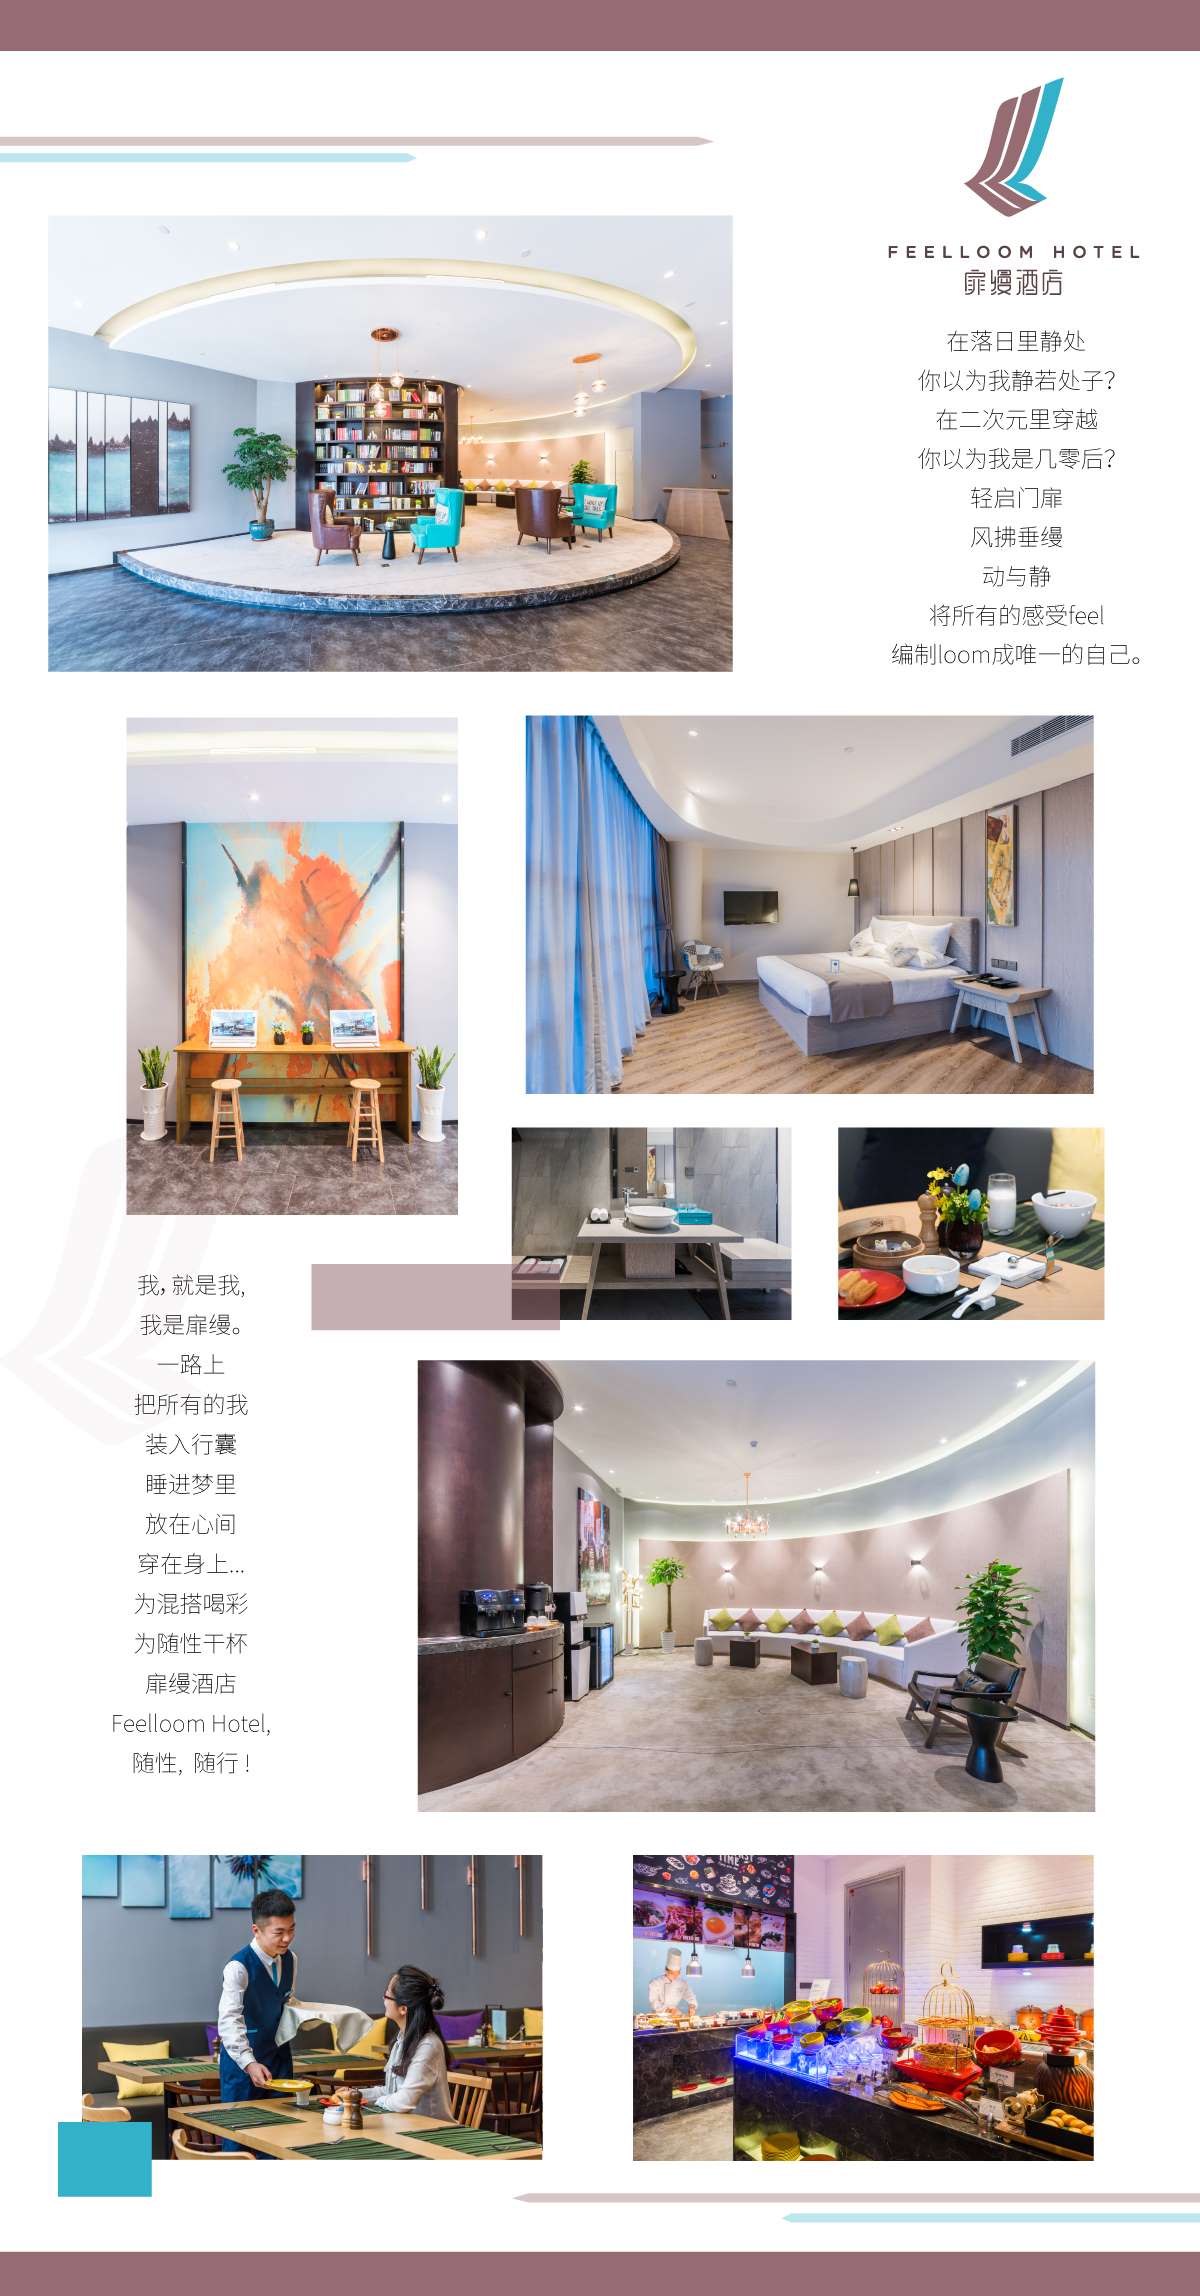 FEELLOOM HOTEL
扉缦酒店
在落日里静处
你以为我静若处子？
在二次元里穿越
你以为我是几零后？
轻启门扉
风拂垂缦
动与静
将所有的感受feel
编制loom成唯一的自己。
我，就是我,
我是扉缦。
一路上
把所有的我
装入行囊
睡进梦里
放在心间
穿在身上...
为混搭喝彩
为随性干杯
扉缦酒店
Feelloom Hotel,
随性，随行！
TIME